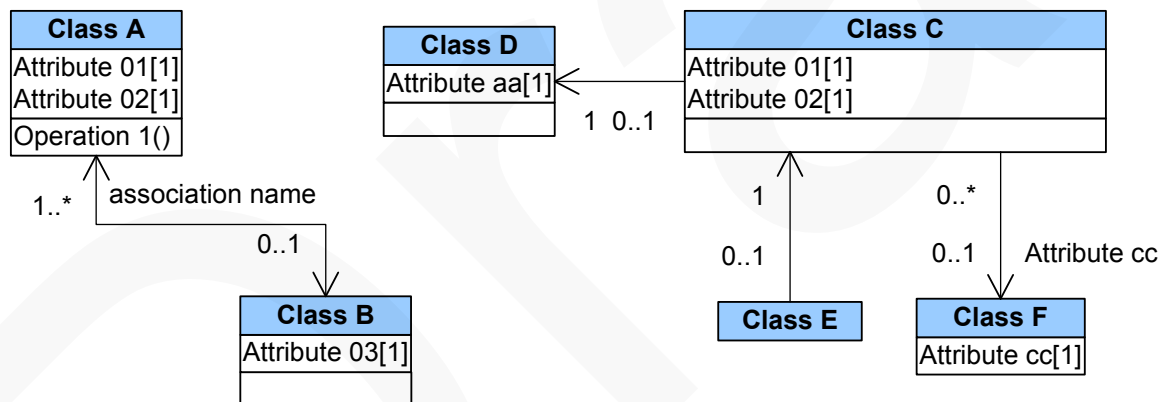 Class A
Attribute 01[1]
Attribute 02[1]
Operation 1()
1..*
association name
0..1
Class B
Attribute 03[1]
Class D
Attribute aa[1]
1 0..1
Class C
Attribute 01[1]
Attribute 02[1]
1
0..1
Class E
0..*
0..1 Attribute cc
Class F
Attribute cc[1]